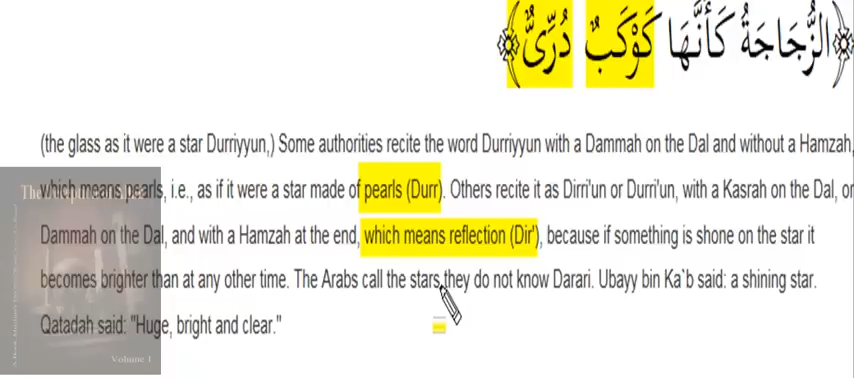 ﴿الزُّجَاجَةُ كَأَنَّهَا كَوْكَبٌ دُرِّىٌّ﴾
(the glass as it were a star Durriyyun,) Some authorities recite the word Durriyyun with a Dammah on the Dal and without a Hamzah,
which means pearls, i.e., as if it were a star made of pearls (Durr). Others recite it as Dirri'un or Durri'un, with a Kasrah on the Dal, or
Dammah on the Dal, and with a Hamzah at the end, which means reflection (Dir'), because if something is shone on the star it
becomes brighter than at any other time. The Arabs call the stars they do not know Darari. Ubayy bin Ka`b said: a shining star.
Qatadah said: "Huge, bright and clear."
Volume 1